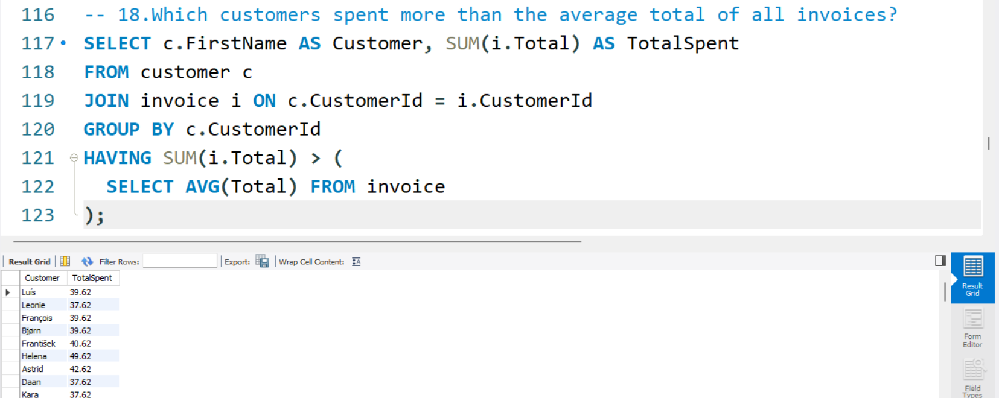 116 -- 18.Which customers spent more than the average total of all invoices?
117 SELECT c.FirstName AS Customer, SUM(i.Total) AS TotalSpent
118 FROM customer c
119 JOIN invoice i ON c.CustomerId = i.CustomerId
120 GROUP BY c.CustomerId
121 HAVING SUM(i.Total) > (
122 SELECT AVG(Total) FROM invoice
123 );
Result Grid Filter Rows: Export: Wrap Cell Content: IA
Customer TotalSpent
Luís 39.62
Leonie 37.62
François 39.62
Bjørn 39.62
František 40.62
Helena 49.62
Astrid 42.62
Daan 37.62
Kara 37.62
Result
Grid
Form
Editor
Field
Types